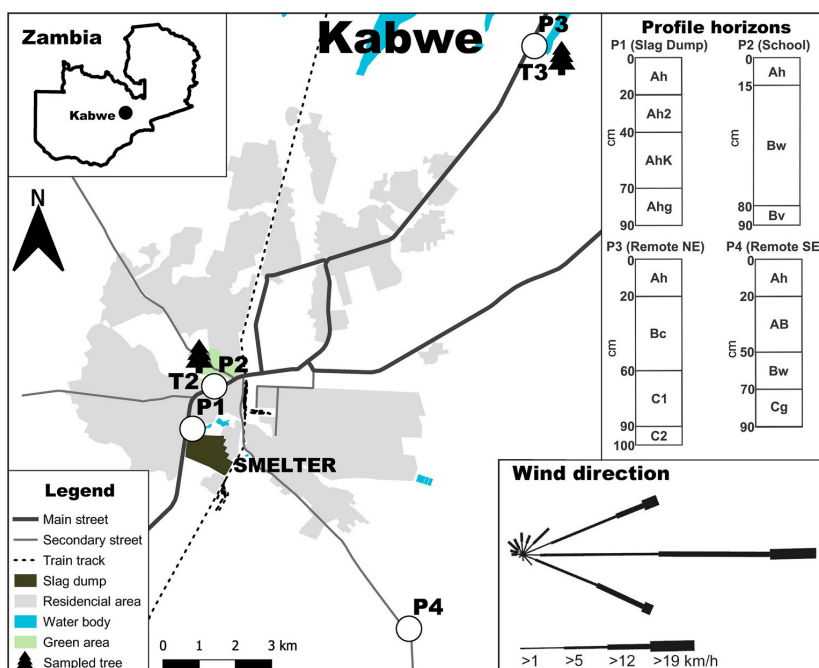 Zambia
Kabwe
Kabwe
N
P3
T3
P2
T2
P1
SMELTER
P4
Profile horizons
P1 (Slag Dump)
0
Ah
20
Ah2
40
cm
AhK
70
Ahg
90
P2 (School)
0
Ah
15
cm
Bw
80
Bv
90
P3 (Remote NE)
0
Ah
20
cm
Bc
60
C1
90
C2
100
P4 (Remote SE)
0
Ah
20
AB
cm
50
Bw
70
Cg
90
Legend
Main street
Secondary street
Train track
Slag dump
Residencial area
Water body
Green area
Sampled tree
0 1 2 3 km
Wind direction
>1 >5 >12 >19 km/h